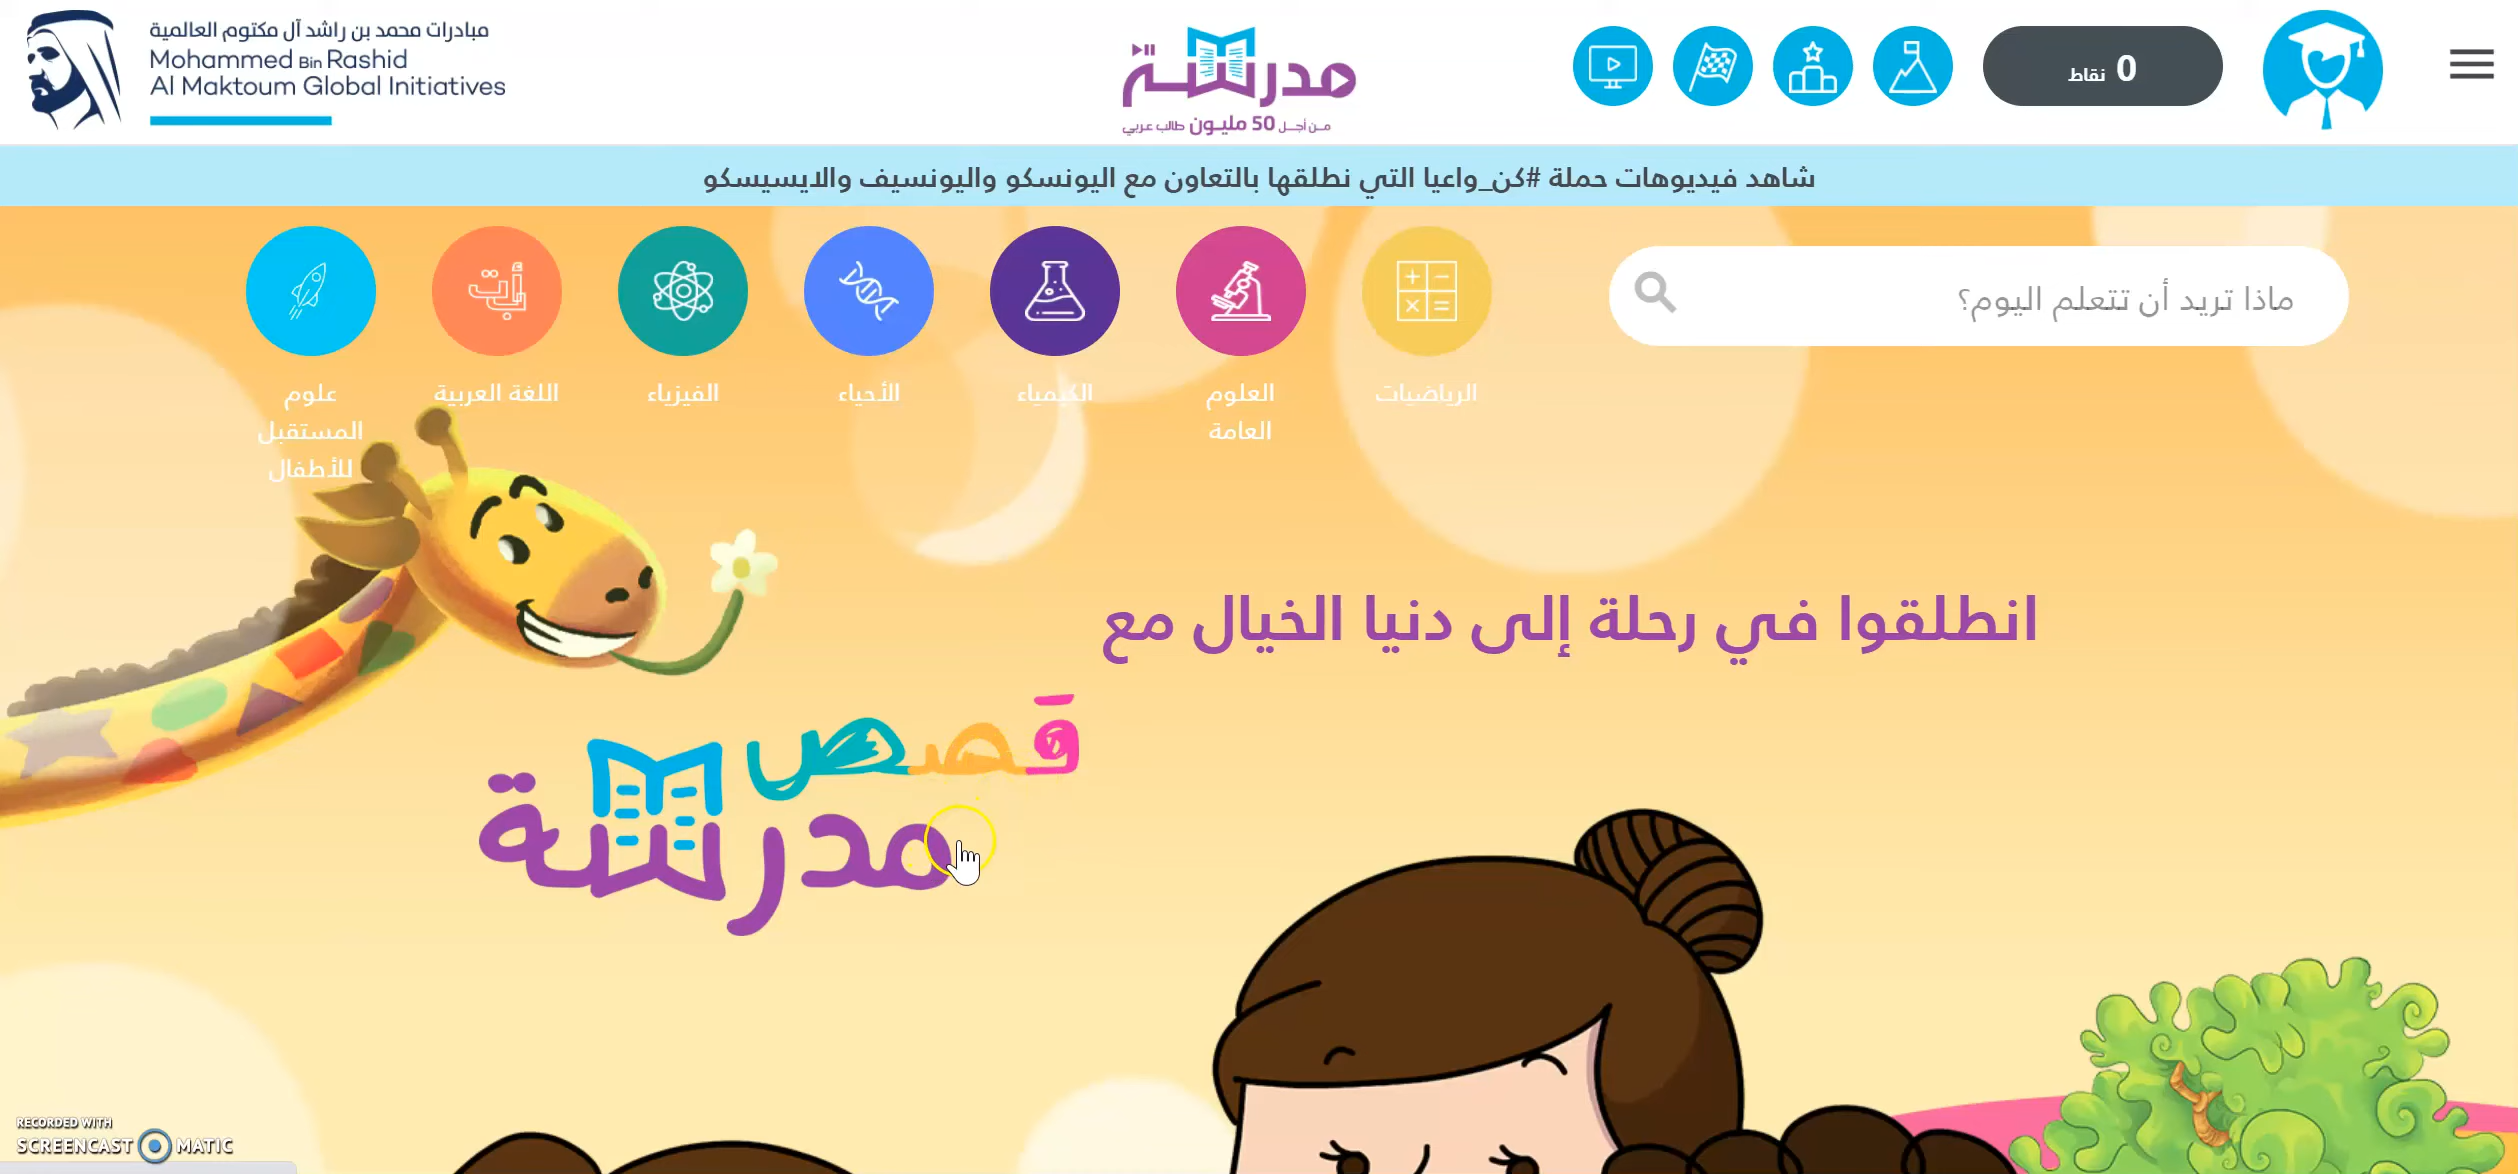 مبادرات محمد بن راشد آل مكتوم العالمية
Mohammed Bin Rashid
Al Maktoum Global Initiatives
مدرسة
من أجل 50 مليون طالب عربي
0 نقاط
شاهد فيديوهات حملة #كن_واعيا التي نطلقها بالتعاون مع اليونسكو واليونسيف والايسيسكو
ماذا تريد أن تتعلم اليوم؟
الرياضيات
العلوم
العامة
الكيمياء
الأحياء
الفيزياء
أ ب ت
اللغة العربية
علوم
المستقبل
للأطفال
انطلقوا في رحلة إلى دنيا الخيال مع
قَصص
مدرسة
RECORDED WITH
SCREENCAST MATIC